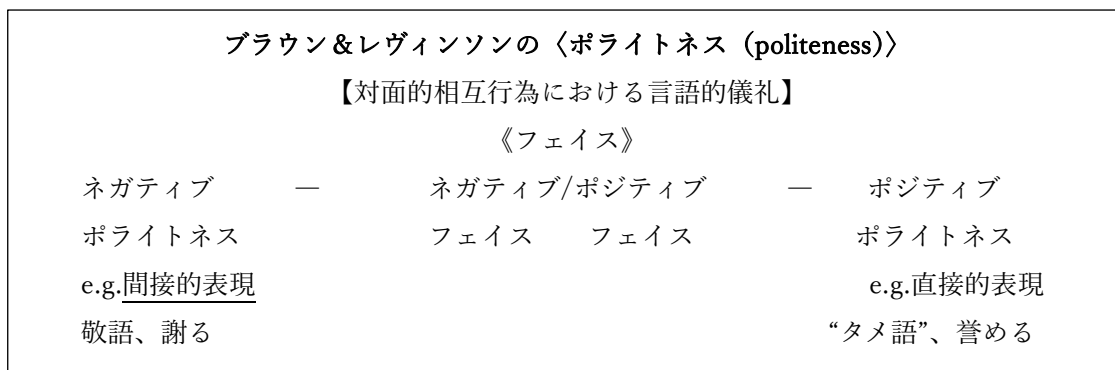 ブラウン＆レヴィンソンの〈ポライトネス（politeness)〉
【対面的相互行為における言語的儀礼】
《フェイス》
ネガティブ － ネガティブ/ポジティブ － ポジティブ
ポライトネス フェイス フェイス ポライトネス
e.g.間接的表現 e.g.直接的表現
敬語、謝る “タメ語”、誉める